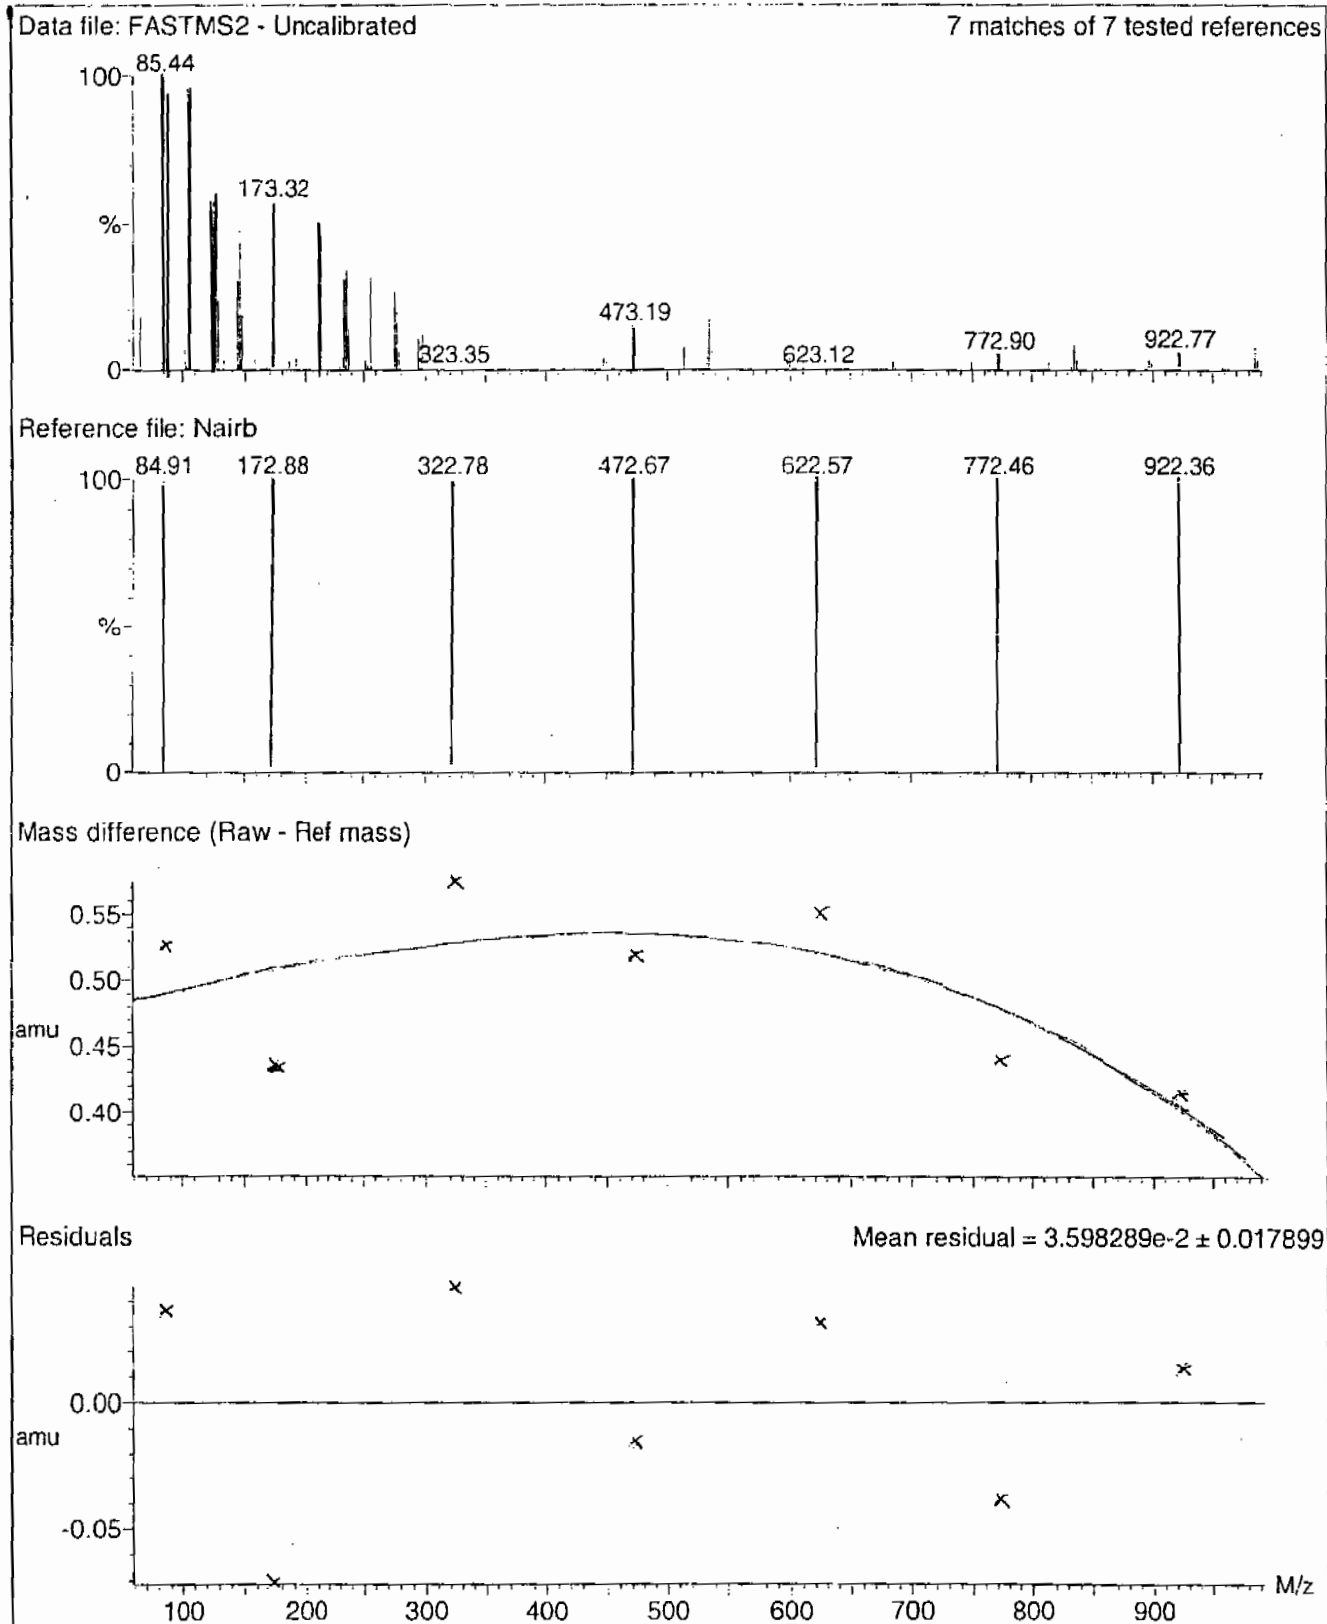 Data file: FASTMS2 - Uncalibrated 7 matches of 7 tested references
85.44
100
173.32
%
473.19
772.90 922.77
323.35 623.12
0
Reference file: Nairb
84.91 172.88 322.78 472.67 622.57 772.46 922.36
100
%
0
Mass difference (Raw - Ref mass)
0.55
0.50
amu
0.45
0.40
Residuals Mean residual = 3.598289e-2 ± 0.017899
0.00
amu
-0.05
M/z
100 200 300 400 500 600 700 800 900